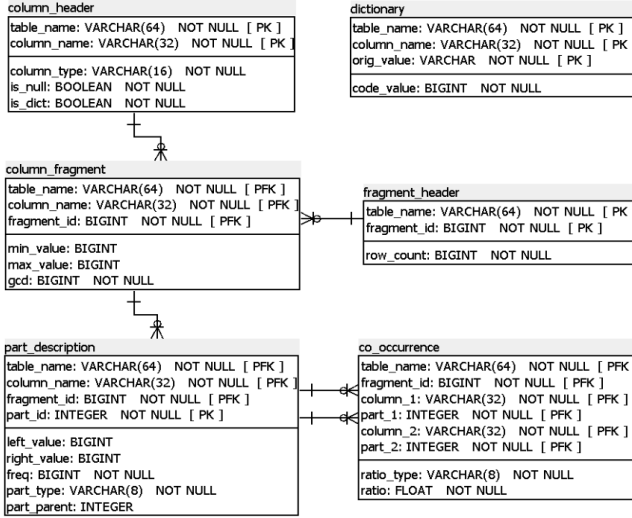 column_header
table_name: VARCHAR(64) NOT NULL [ PK ]
column_name: VARCHAR(32) NOT NULL [ PK ]
column_type: VARCHAR(16) NOT NULL
is_null: BOOLEAN NOT NULL
is_dict: BOOLEAN NOT NULL
dictionary
table_name: VARCHAR(64) NOT NULL [ PK ]
column_name: VARCHAR(32) NOT NULL [ PK
orig_value: VARCHAR NOT NULL [ PK ]
code_value: BIGINT NOT NULL
column_fragment
table_name: VARCHAR(64) NOT NULL [ PFK ]
column_name: VARCHAR(32) NOT NULL [ PFK ]
fragment_id: BIGINT NOT NULL [ PFK ]
min_value: BIGINT
max_value: BIGINT
gcd: BIGINT NOT NULL
fragment_header
table_name: VARCHAR(64) NOT NULL [ PK
fragment_id: BIGINT NOT NULL [ PK ]
row_count: BIGINT NOT NULL
part_description
table_name: VARCHAR(64) NOT NULL [ PFK ]
column_name: VARCHAR(32) NOT NULL [ PFK ]
fragment_id: BIGINT NOT NULL [ PFK ]
part_id: INTEGER NOT NULL [ PK ]
left_value: BIGINT
right_value: BIGINT
freq: BIGINT NOT NULL
part_type: VARCHAR(8) NOT NULL
part_parent: INTEGER
co_occurrence
table_name: VARCHAR(64) NOT NULL [ PFK
fragment_id: BIGINT NOT NULL [ PFK ]
column_1: VARCHAR(32) NOT NULL [ PFK ]
part_1: INTEGER NOT NULL [ PFK ]
column_2: VARCHAR(32) NOT NULL [ PFK ]
part_2: INTEGER NOT NULL [ PFK ]
ratio_type: VARCHAR(8) NOT NULL
ratio: FLOAT NOT NULL